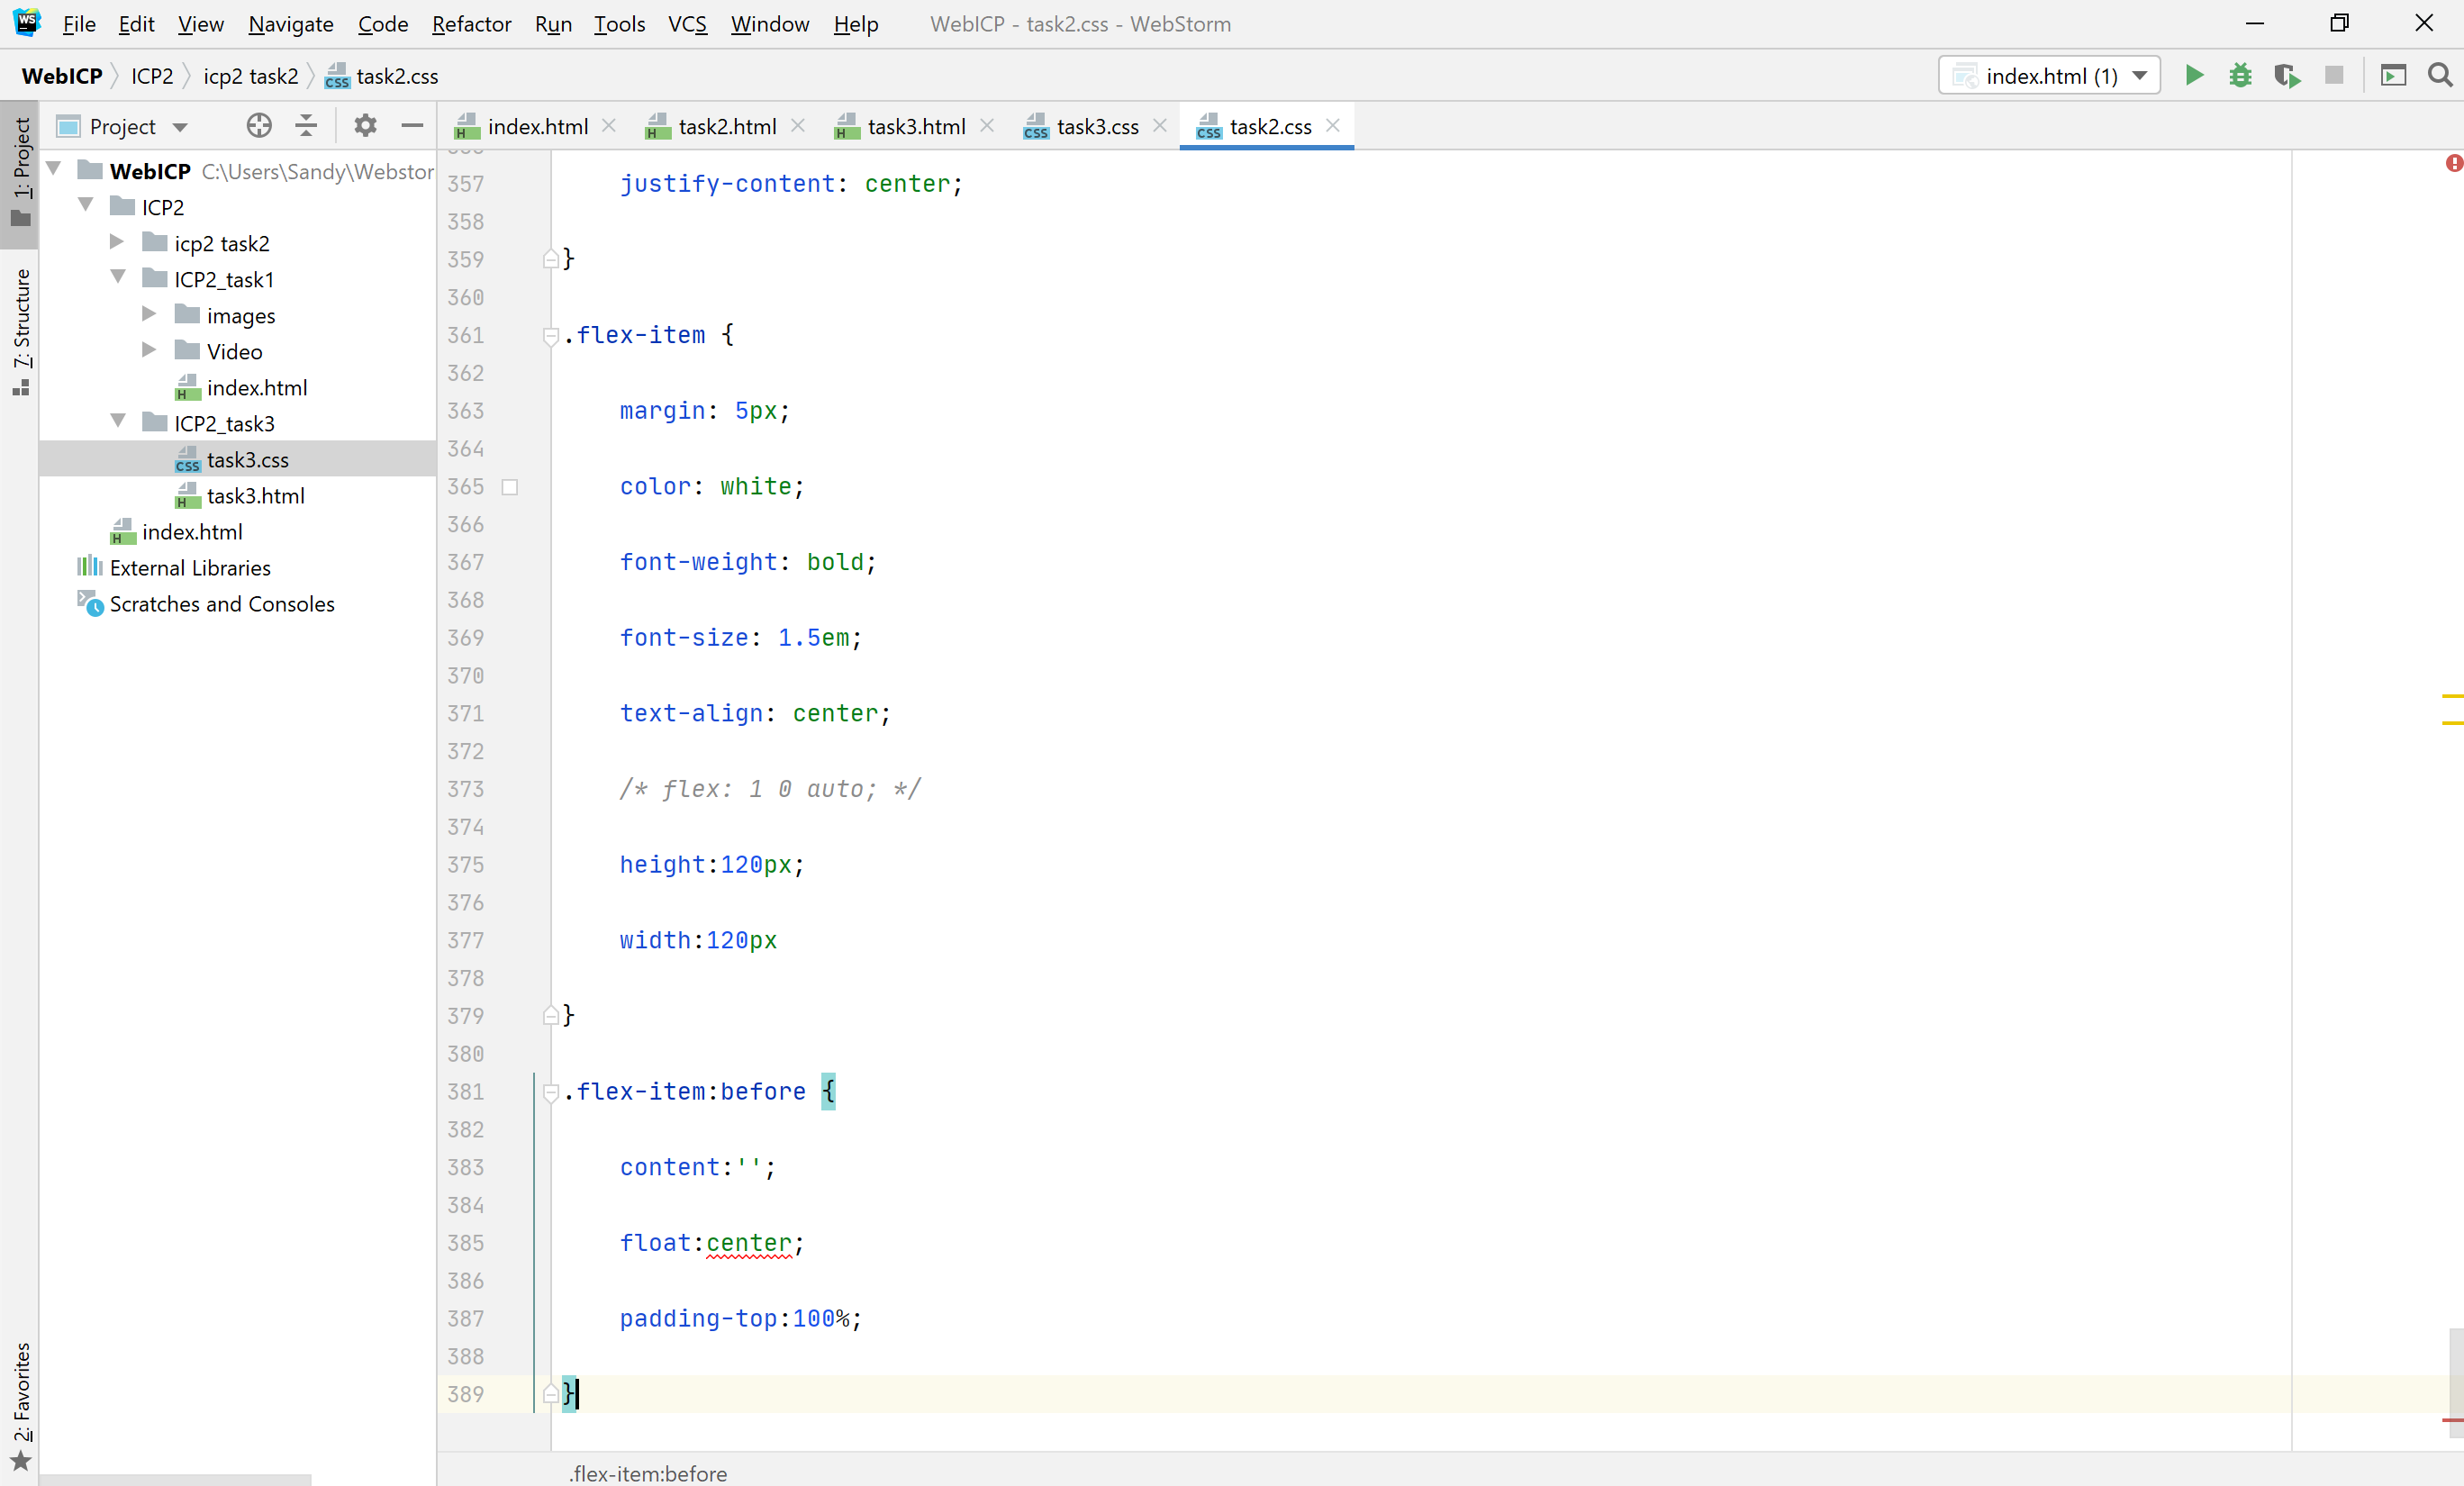 WS File Edit View Navigate Code Refactor Run Tools VCS Window Help WebICP - task2.css - WebStorm
WebICP ICP2 icp2 task2 CSS task2.css index.html (1)
1: Project
7: Structure
2: Favorites
Project
WebICP C:\Users\Sandy\Webstor
ICP2
icp2 task2
ICP2_task1
images
Video
H index.html
ICP2_task3
CSS task3.css
H task3.html
H index.html
External Libraries
Scratches and Consoles
H index.html H task2.html H task3.html CSS task3.css CSS task2.css
357 justify-content: center;
358
359 }
360
361 .flex-item {
362
363 margin: 5px;
364
365 color: white;
366
367 font-weight: bold;
368
369 font-size: 1.5em;
370
371 text-align: center;
372
373 /* flex: 1 0 auto; */
374
375 height:120px;
376
377 width:120px
378
379 }
380
381 .flex-item:before {
382
383 content:'';
384
385 float:center;
386
387 padding-top:100%;
388
389 }
.flex-item:before